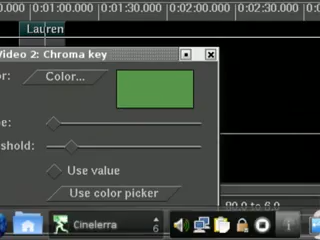 0:01:00.000
0:01:30.000
0:02:00.000
0:02:30.000
Lauren
Video 2: Chroma key
Color...
Use value
Use color picker
Cinelerra
6